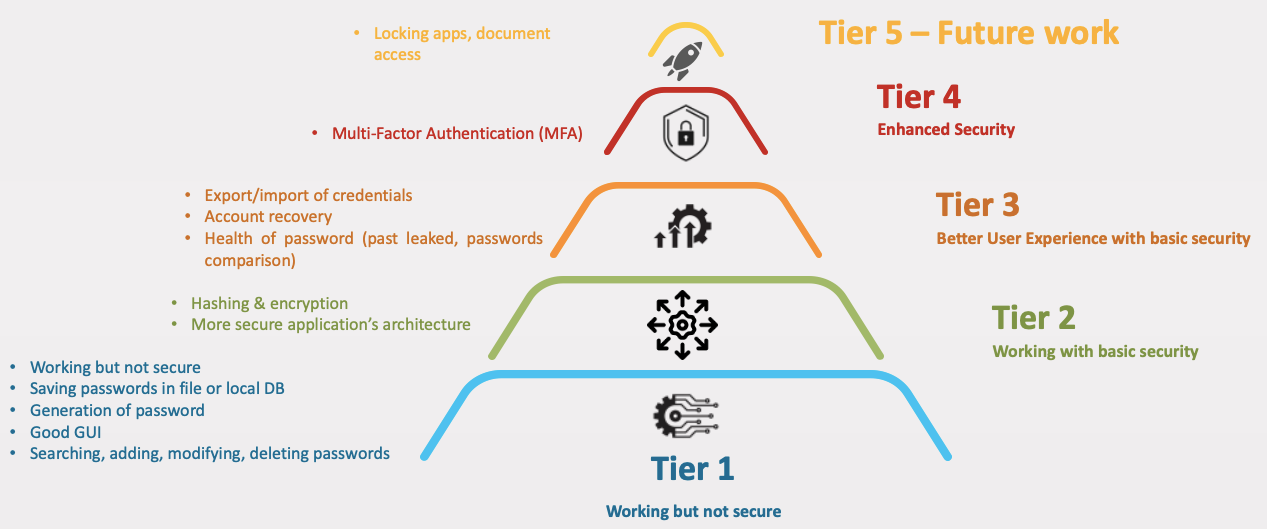 • Locking apps, document
access
Tier 5 – Future work
Tier 4
Enhanced Security
• Multi-Factor Authentication (MFA)
• Export/import of credentials
• Account recovery
• Health of password (past leaked, passwords
comparison)
Tier 3
Better User Experience with basic security
• Hashing & encryption
• More secure application’s architecture
Tier 2
Working with basic security
• Working but not secure
• Saving passwords in file or local DB
• Generation of password
• Good GUI
• Searching, adding, modifying, deleting passwords
Tier 1
Working but not secure